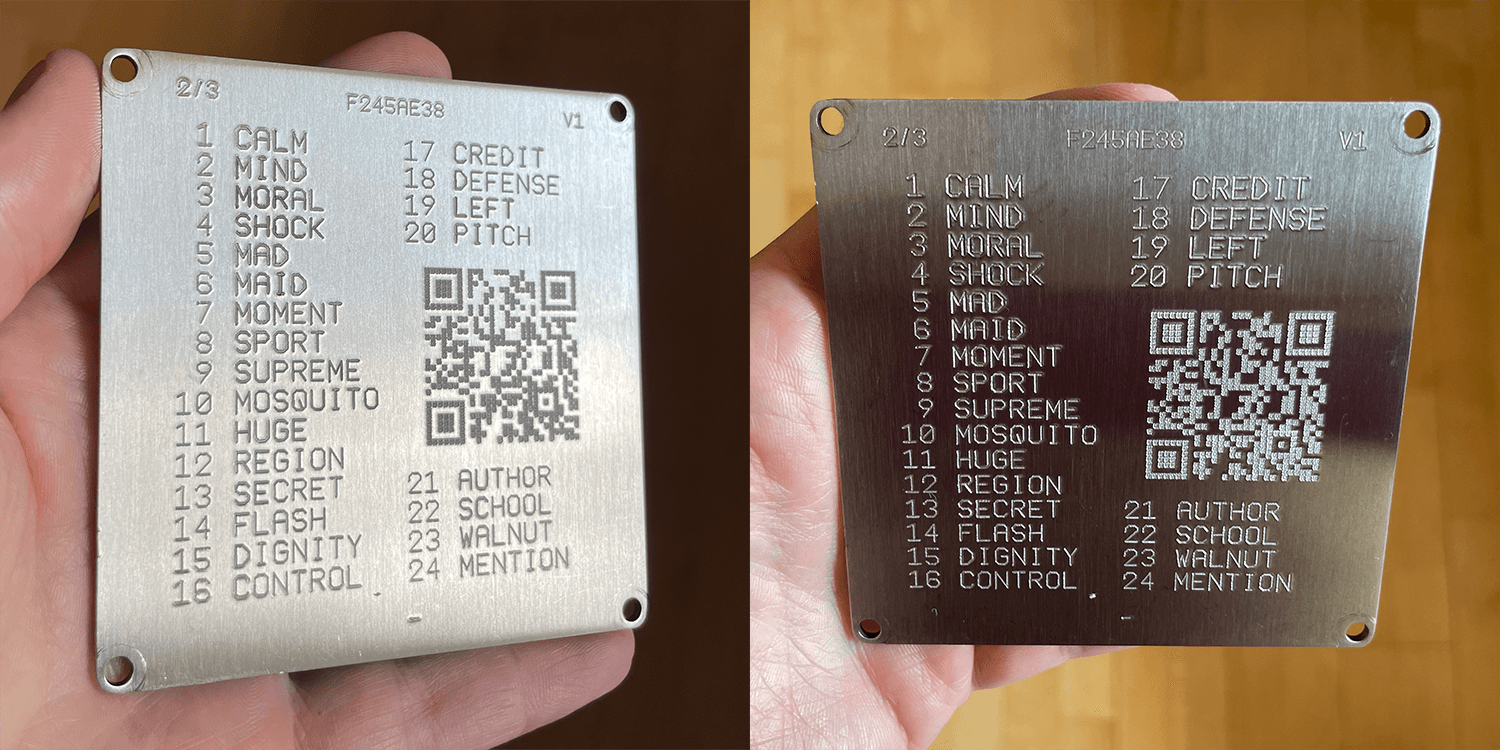 2/3 F245AE38 V1
1 CALM
2 MIND
3 MORAL
4 SHOCK
5 MAD
6 MAID
7 MOMENT
8 SPORT
9 SUPREME
10 MOSQUITO
11 HUGE
12 REGION
13 SECRET
14 FLASH
15 DIGNITY
16 CONTROL
17 CREDIT
18 DEFENSE
19 LEFT
20 PITCH
21 AUTHOR
22 SCHOOL
23 WALNUT
24 MENTION
2/3 F245AE38 V1
1 CALM
2 MIND
3 MORAL
4 SHOCK
5 MAD
6 MAID
7 MOMENT
8 SPORT
9 SUPREME
10 MOSQUITO
11 HUGE
12 REGION
13 SECRET
14 FLASH
15 DIGNITY
16 CONTROL
17 CREDIT
18 DEFENSE
19 LEFT
20 PITCH
21 AUTHOR
22 SCHOOL
23 WALNUT
24 MENTION